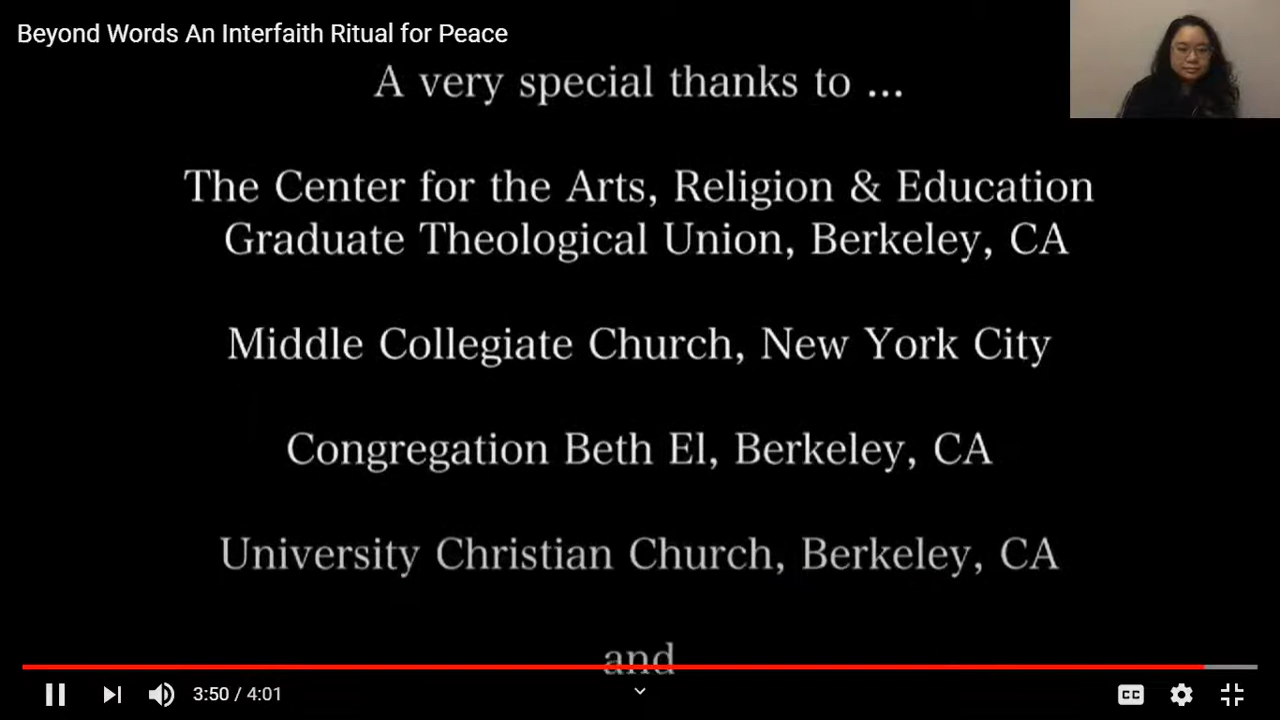 Beyond Words An Interfaith Ritual for Peace
A very special thanks to ...
The Center for the Arts, Religion & Education
Graduate Theological Union, Berkeley, CA
Middle Collegiate Church, New York City
Congregation Beth El, Berkeley, CA
University Christian Church, Berkeley, CA
and
3:50 / 4:01
CC